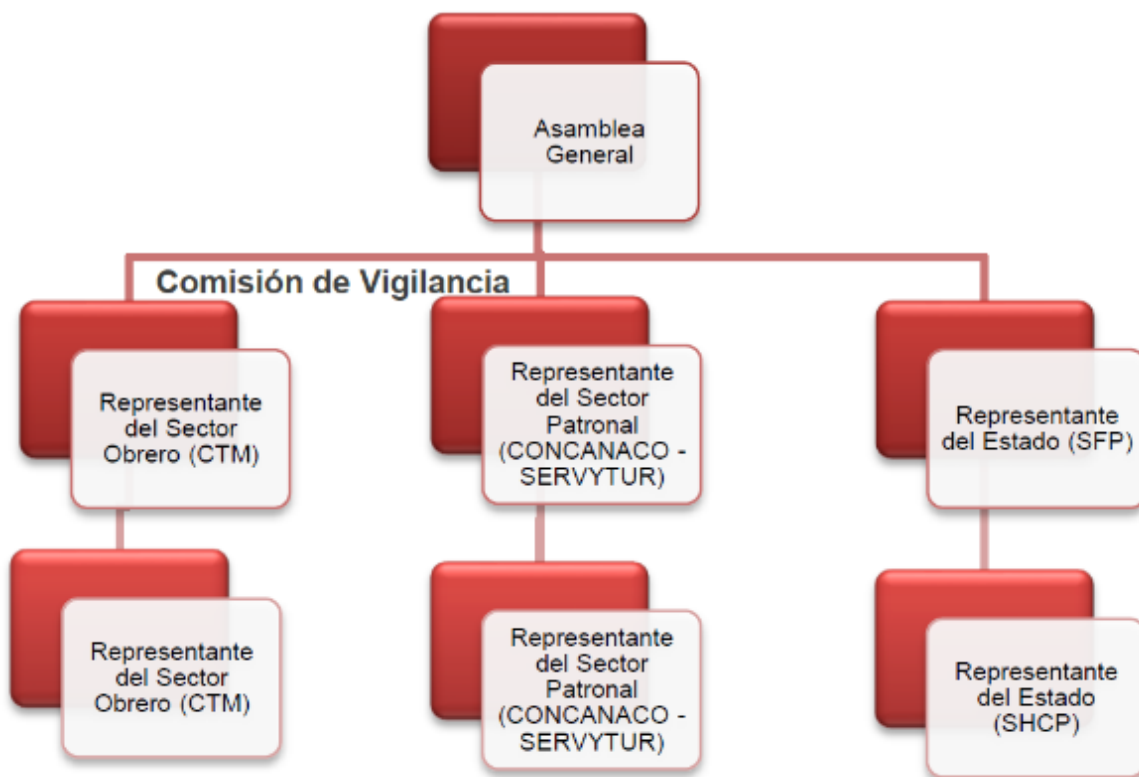 Asamblea
General
Comisión de Vigilancia
Representante
del Sector
Obrero (CTM)
Representante
del Sector
Patronal
(CONCANACO -
SERVYTUR)
Representante
del Estado (SFP)
Representante
del Sector
Obrero (CTM)
Representante
del Sector
Patronal
(CONCANACO -
SERVYTUR)
Representante
del Estado
(SHCP)